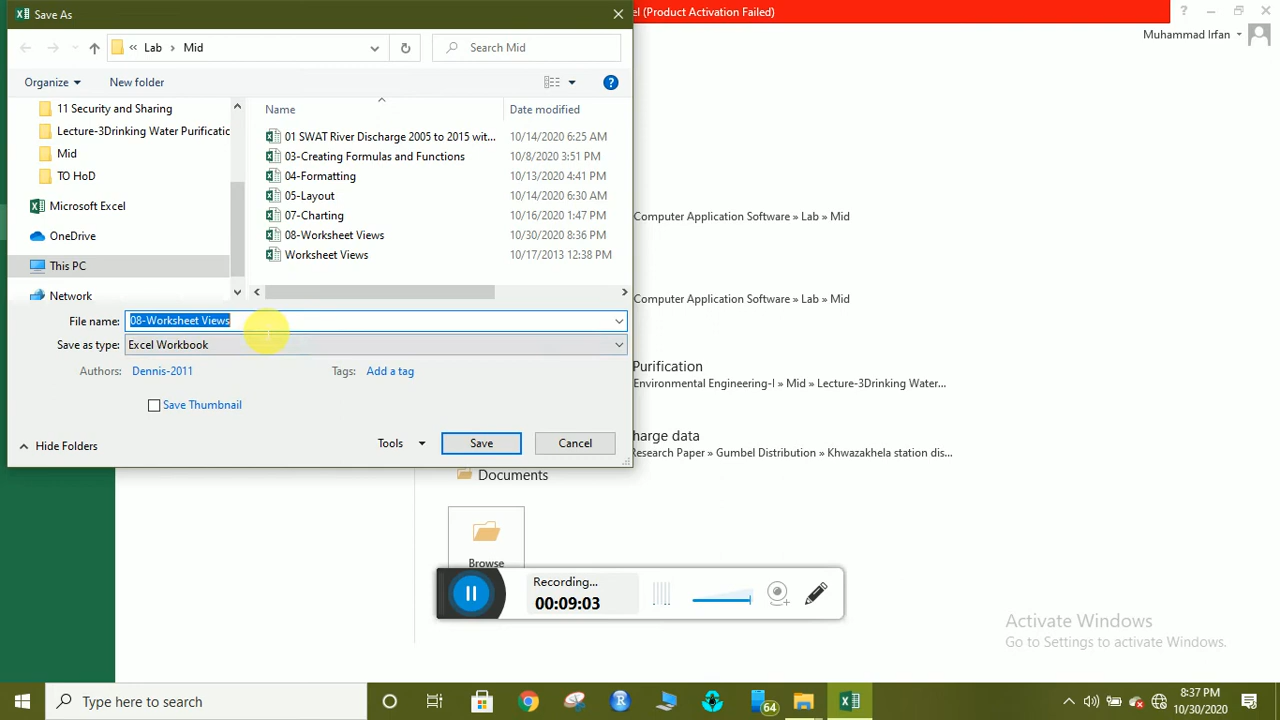 Save As
el (Product Activation Failed)
Muhammad Irfan
« Lab › Mid
Search Mid
Organize
New folder
Name
Date modified
11 Security and Sharing
Lecture-3Drinking Water Purificatic
Mid
TO HoD
Microsoft Excel
OneDrive
This PC
Network
01 SWAT River Discharge 2005 to 2015 wit... 10/14/2020 6:25 AM
03-Creating Formulas and Functions 10/8/2020 3:51 PM
04-Formatting 10/13/2020 4:41 PM
05-Layout 10/14/2020 6:30 AM
07-Charting 10/16/2020 1:47 PM
08-Worksheet Views 10/30/2020 8:36 PM
Worksheet Views 10/17/2013 12:38 PM
File name: 08-Worksheet Views
Save as type: Excel Workbook
Authors: Dennis-2011
Tags: Add a tag
Save Thumbnail
Hide Folders
Tools
Save
Cancel
Computer Application Software » Lab » Mid
Computer Application Software » Lab » Mid
Purification
Environmental Engineering-I » Mid » Lecture-3Drinking Water...
harge data
Research Paper » Gumbel Distribution » Khwazakhela station dis...
Documents
Browse
Recording...
00:09:03
Activate Windows
Go to Settings to activate Windows.
Type here to search
64
8:37 PM
10/30/2020